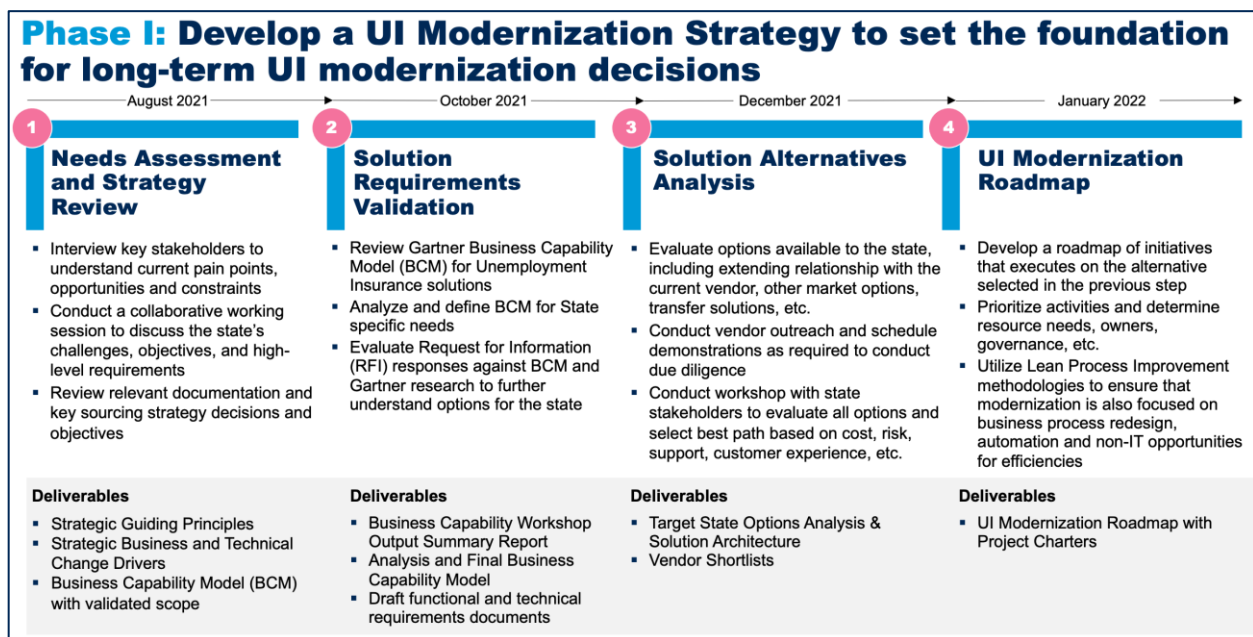 Phase I: Develop a UI Modernization Strategy to set the foundation
for long-term UI modernization decisions
August 2021
October 2021
December 2021
January 2022
1
Needs Assessment
and Strategy
Review
▪ Interview key stakeholders to
understand current pain points,
opportunities and constraints
▪ Conduct a collaborative working
session to discuss the state's
challenges, objectives, and high-
level requirements
▪ Review relevant documentation and
key sourcing strategy decisions and
objectives
Deliverables
▪ Strategic Guiding Principles
▪ Strategic Business and Technical
Change Drivers
▪ Business Capability Model (BCM)
with validated scope
2
Solution
Requirements
Validation
▪ Review Gartner Business Capability
Model (BCM) for Unemployment
Insurance solutions
▪ Analyze and define BCM for State
specific needs
▪ Evaluate Request for Information
(RFI) responses against BCM and
Gartner research to further
understand options for the state
Deliverables
▪ Business Capability Workshop
Output Summary Report
▪ Analysis and Final Business
Capability Model
▪ Draft functional and technical
requirements documents
3
Solution Alternatives
Analysis
▪ Evaluate options available to the state,
including extending relationship with the
current vendor, other market options,
transfer solutions, etc.
▪ Conduct vendor outreach and schedule
demonstrations as required to conduct
due diligence
▪ Conduct workshop with state
stakeholders to evaluate all options and
select best path based on cost, risk,
support, customer experience, etc.
Deliverables
▪ Target State Options Analysis &
Solution Architecture
▪ Vendor Shortlists
4
UI Modernization
Roadmap
▪ Develop a roadmap of initiatives
that executes on the alternative
selected in the previous step
▪ Prioritize activities and determine
resource needs, owners,
governance, etc.
▪ Utilize Lean Process Improvement
methodologies to ensure that
modernization is also focused on
business process redesign,
automation and non-IT opportunities
for efficiencies
Deliverables
▪ UI Modernization Roadmap with
Project Charters